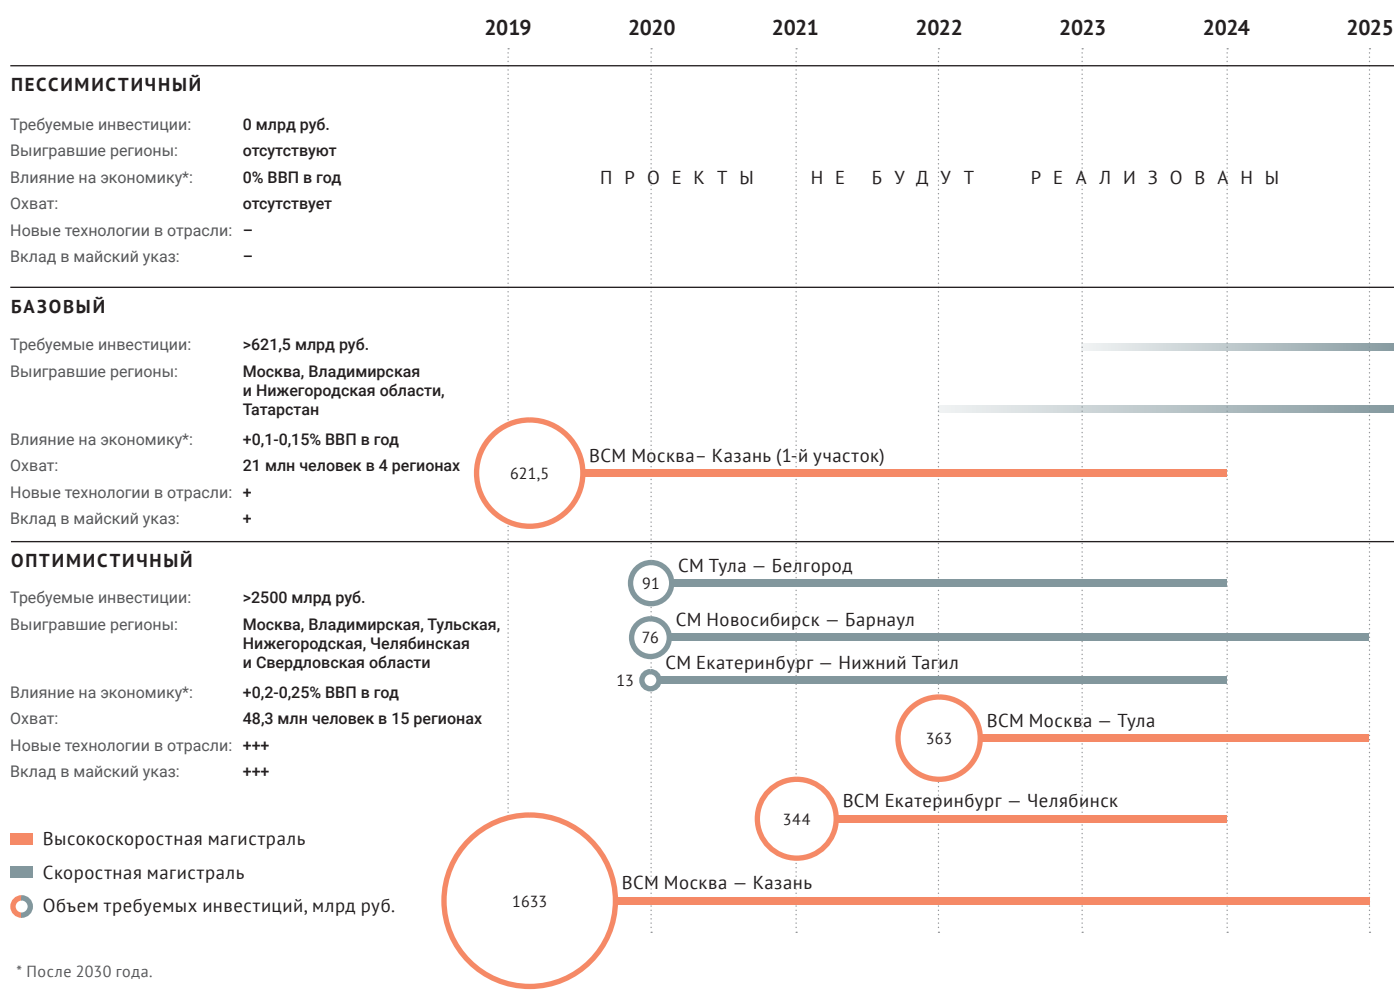 2019 2020 2021 2022 2023 2024 2025
ПЕССИМИСТИЧНЫЙ
Требуемые инвестиции: 0 млрд руб.
Выигравшие регионы: отсутствуют
Влияние на экономику*: 0% ВВП в год
Охват: отсутствует
Новые технологии в отрасли: –
Вклад в майский указ: –
ПРОЕКТЫ НЕ БУДУТ РЕАЛИЗОВАНЫ
БАЗОВЫЙ
Требуемые инвестиции: >621,5 млрд руб.
Выигравшие регионы: Москва, Владимирская
и Нижегородская области,
Татарстан
Влияние на экономику*: +0,1-0,15% ВВП в год
Охват: 21 млн человек в 4 регионах
Новые технологии в отрасли: +
Вклад в майский указ: +
621,5
ВСМ Москва– Казань (1-й участок)
ОПТИМИСТИЧНЫЙ
Требуемые инвестиции: >2500 млрд руб.
Выигравшие регионы: Москва, Владимирская, Тульская,
Нижегородская, Челябинская
и Свердловская области
Влияние на экономику*: +0,2-0,25% ВВП в год
Охват: 48,3 млн человек в 15 регионах
Новые технологии в отрасли: +++
Вклад в майский указ: +++
СМ Тула — Белгород
91
СМ Новосибирск — Барнаул
76
СМ Екатеринбург — Нижний Тагил
13
ВСМ Москва — Тула
363
ВСМ Екатеринбург — Челябинск
344
ВСМ Москва — Казань
1633
Высокоскоростная магистраль
Скоростная магистраль
Объем требуемых инвестиций, млрд руб.
* После 2030 года.